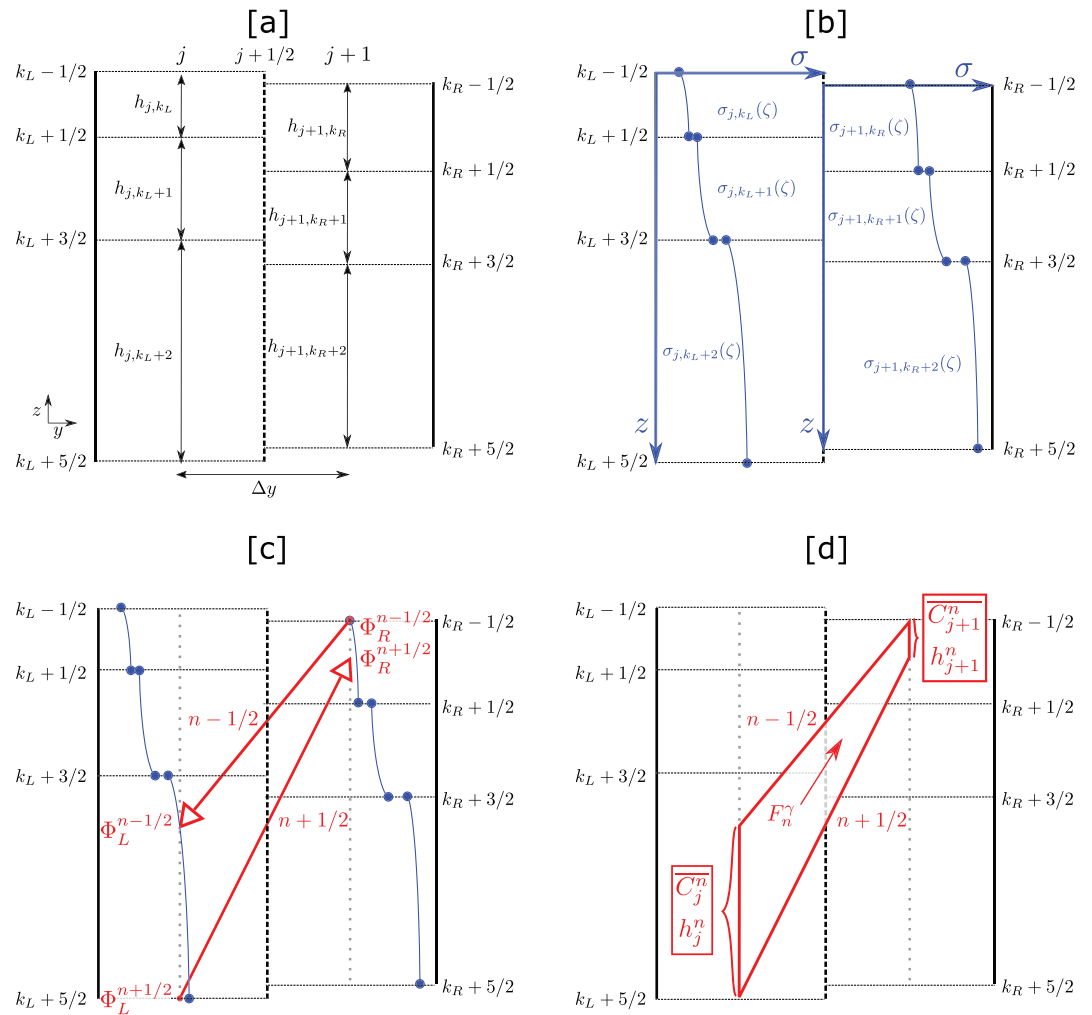 [a]
j
j + 1/2
j + 1
k_L − 1/2
k_R − 1/2
h_{j,k_L}
h_{j+1,k_R}
k_L + 1/2
k_R + 1/2
h_{j,k_L+1}
h_{j+1,k_R+1}
k_L + 3/2
k_R + 3/2
h_{j,k_L+2}
h_{j+1,k_R+2}
z
y
k_R + 5/2
k_L + 5/2
Δy
[b]
σ
σ
k_L − 1/2
k_R − 1/2
σ_{j,k_L}(ζ)
σ_{j+1,k_R}(ζ)
k_L + 1/2
k_R + 1/2
σ_{j,k_L+1}(ζ)
σ_{j+1,k_R+1}(ζ)
k_L + 3/2
k_R + 3/2
σ_{j,k_L+2}(ζ)
σ_{j+1,k_R+2}(ζ)
z
z
k_R + 5/2
k_L + 5/2
[c]
k_L − 1/2
k_R − 1/2
Φ_R^{n−1/2}
Φ_R^{n+1/2}
k_L + 1/2
k_R + 1/2
n − 1/2
k_L + 3/2
k_R + 3/2
Φ_L^{n−1/2}
n + 1/2
k_R + 5/2
Φ_L^{n+1/2}
k_L + 5/2
[d]
k_L − 1/2
k_R − 1/2
\overline{C_{j+1}^n}
h_{j+1}^n
k_L + 1/2
k_R + 1/2
n − 1/2
k_L + 3/2
k_R + 3/2
F_n^γ
n + 1/2
\overline{C_j^n}
h_j^n
k_R + 5/2
k_L + 5/2